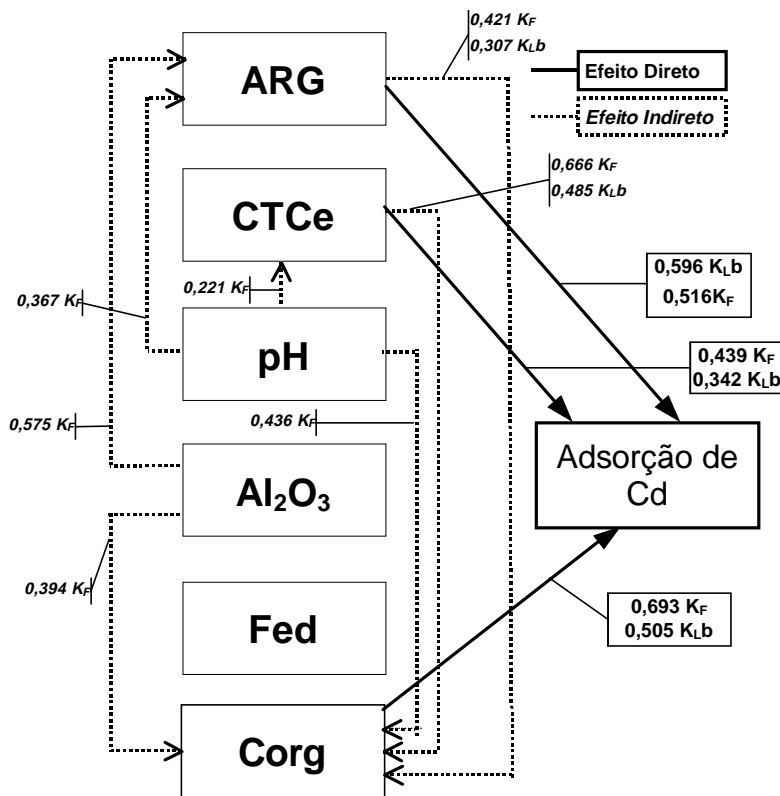 0,421 KF
0,307 KLb
ARG
Efeito Direto
Efeito Indireto
0,666 KF
0,485 KLb
CTCe
0,596 KLb
0,516KF
0,367 KF
0,221 KF
pH
0,439 KF
0,342 KLb
0,575 KF
0,436 KF
Adsorção de
Cd
Al₂O₃
0,394 KF
Fed
0,693 KF
0,505 KLb
Corg